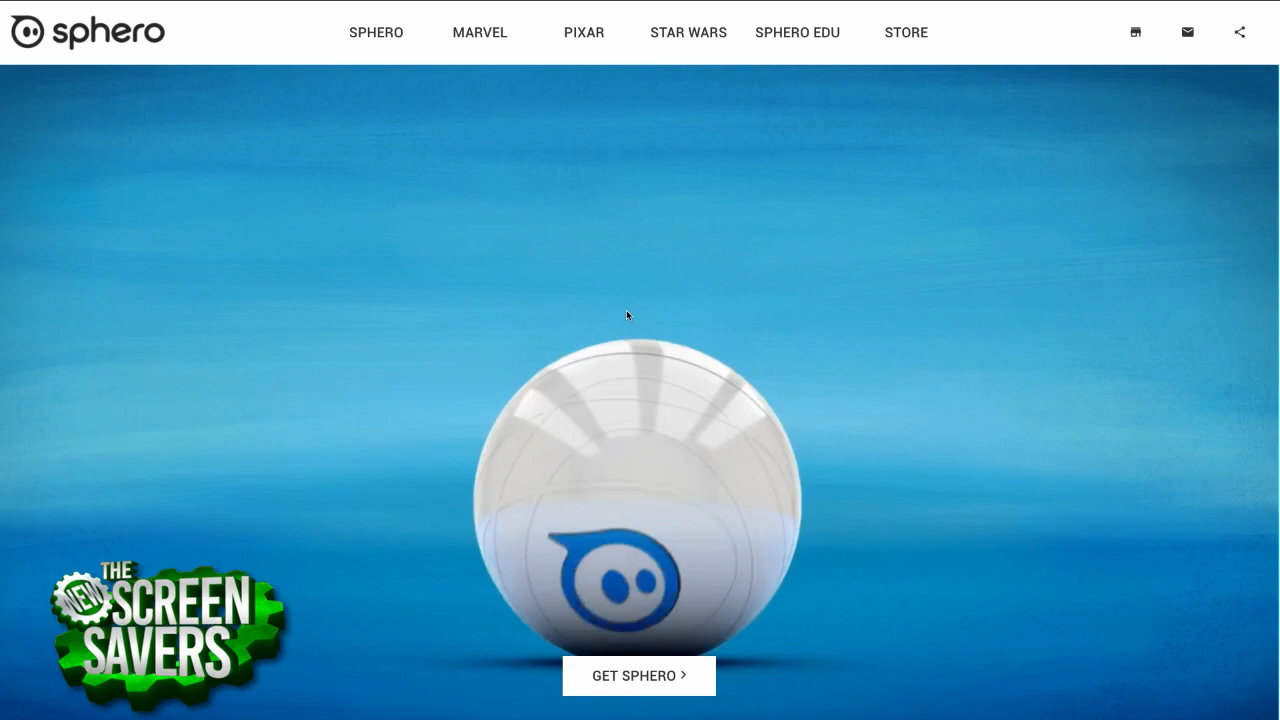 sphero
SPHERO
MARVEL
PIXAR
STAR WARS
SPHERO EDU
STORE
THE
NEW
SCREEN
SAVERS
GET SPHERO